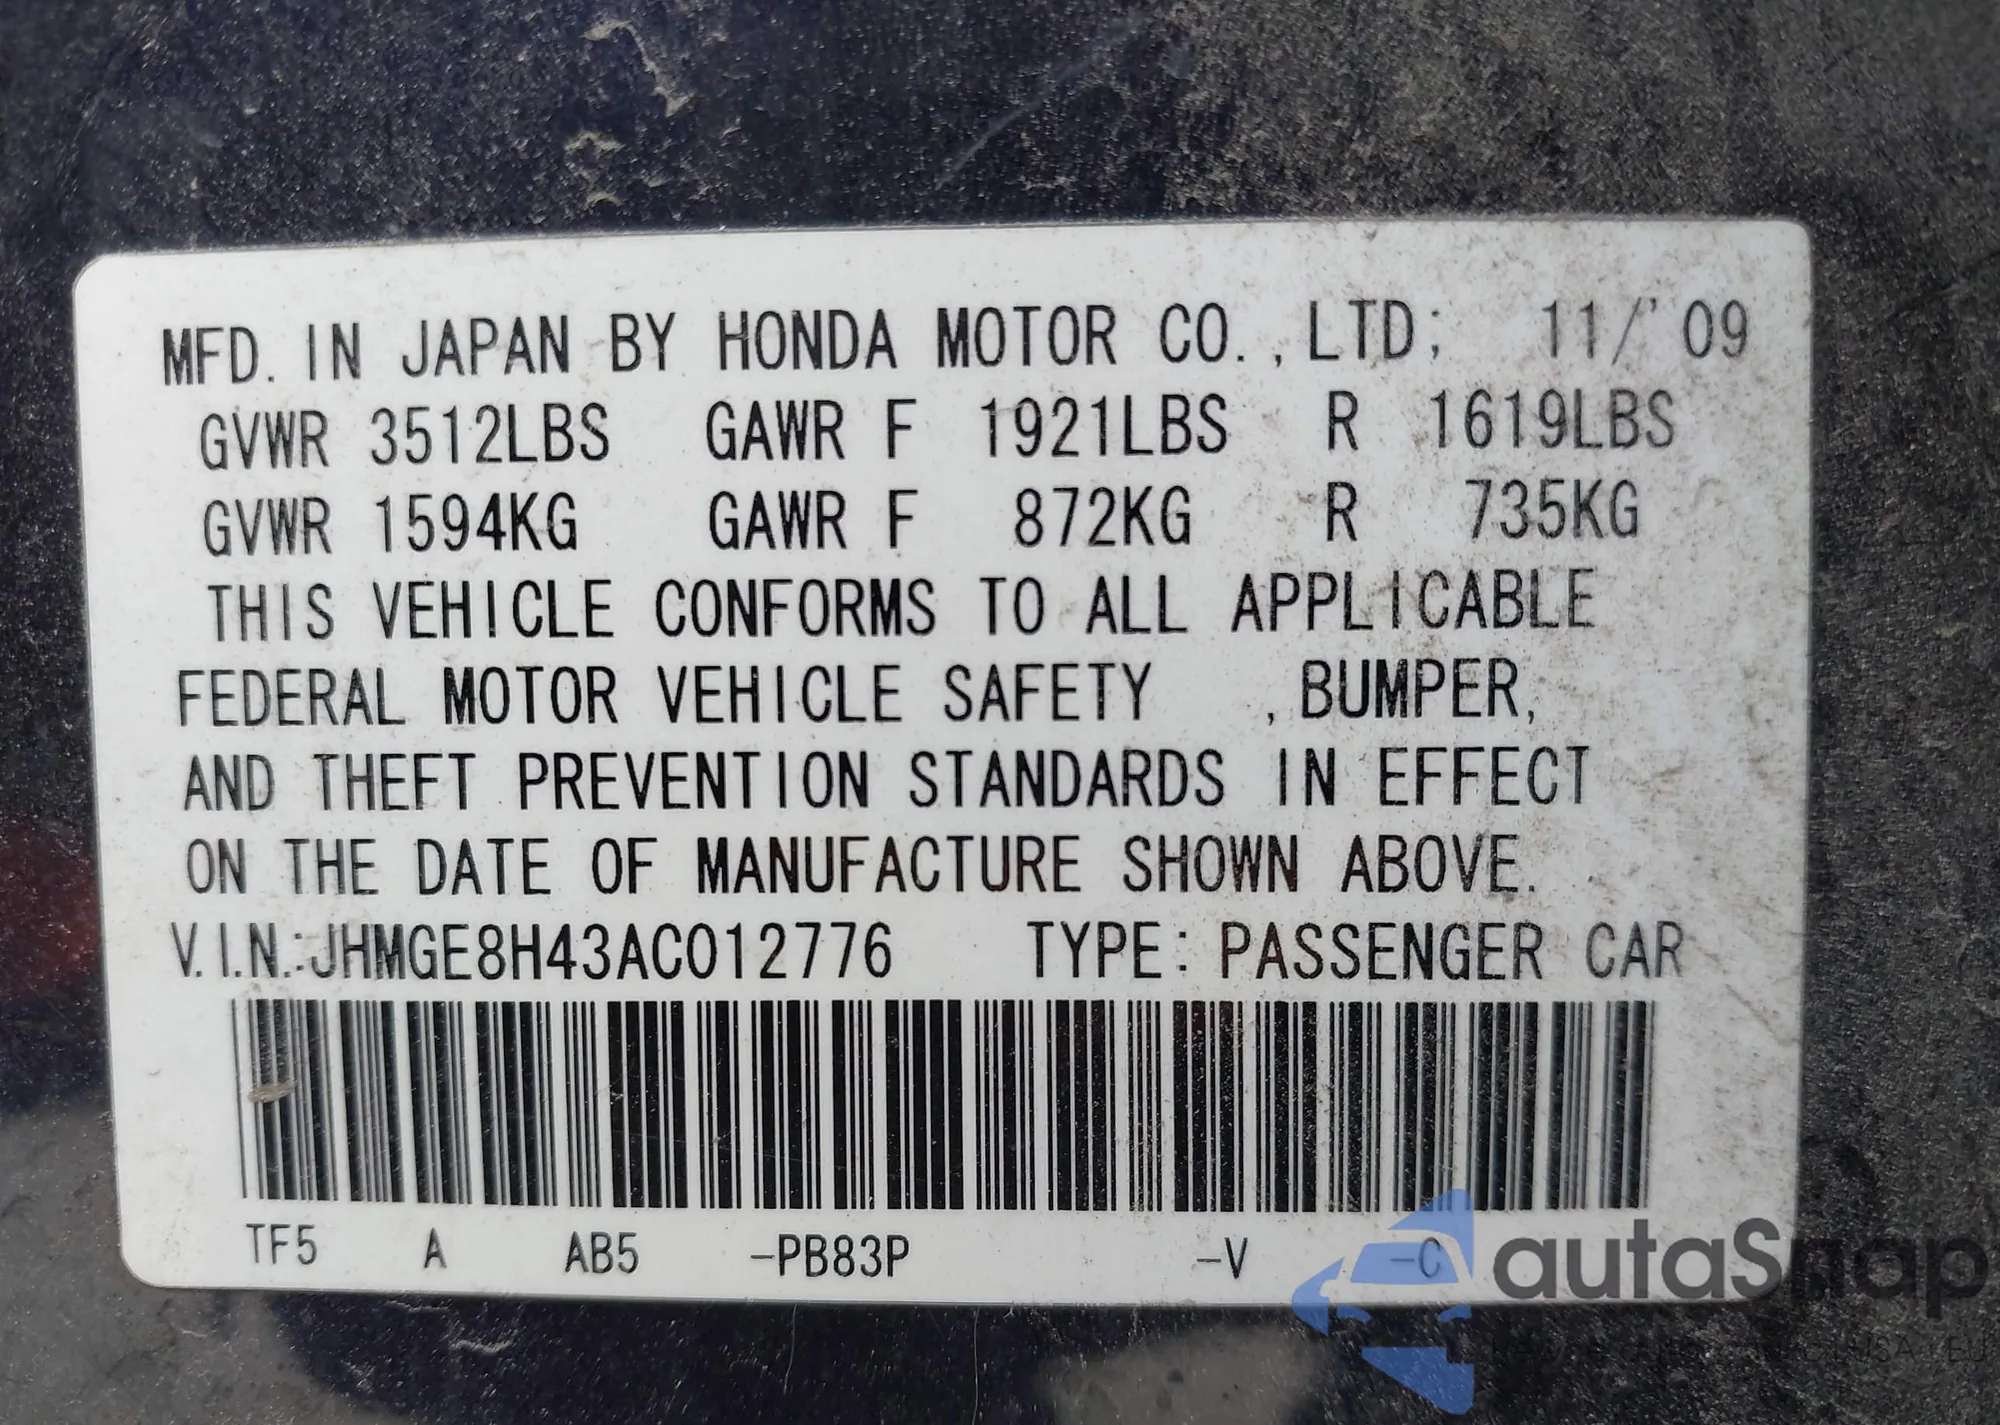 MFD. IN JAPAN BY HONDA MOTOR CO., LTD; 11/'09
GVWR 3512LBS GAWR F 1921LBS R 1619LBS
GVWR 1594KG GAWR F 872KG R 735KG
THIS VEHICLE CONFORMS TO ALL APPLICABLE
FEDERAL MOTOR VEHICLE SAFETY , BUMPER,
AND THEFT PREVENTION STANDARDS IN EFFECT
ON THE DATE OF MANUFACTURE SHOWN ABOVE.
V.I.N.:JHMGE8H43AC012776 TYPE: PASSENGER CAR
TF5 A AB5 -PB83P -V -C
autaSnap